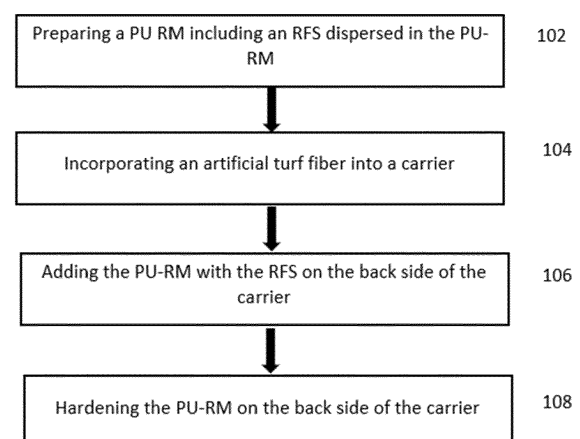 Preparing a PU RM including an RFS dispersed in the PU-
RM
102
Incorporating an artificial turf fiber into a carrier
104
Adding the PU-RM with the RFS on the back side of the
carrier
106
Hardening the PU-RM on the back side of the carrier
108